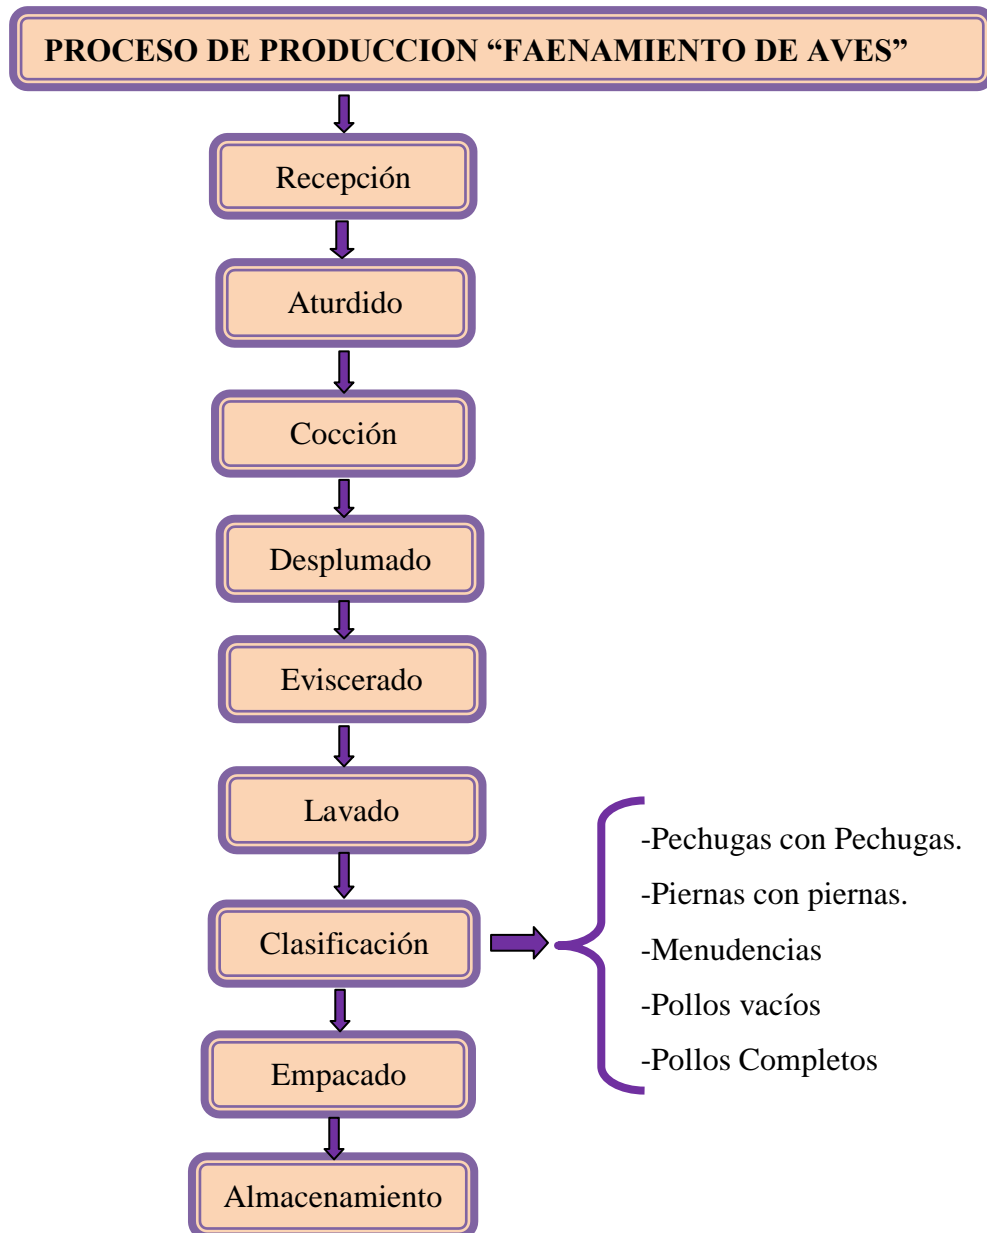 PROCESO DE PRODUCCION “FAENAMIENTO DE AVES”
Recepción
Aturdido
Cocción
Desplumado
Eviscerado
Lavado
Clasificación
-Pechugas con Pechugas.
-Piernas con piernas.
-Menudencias
-Pollos vacíos
-Pollos Completos
Empacado
Almacenamiento